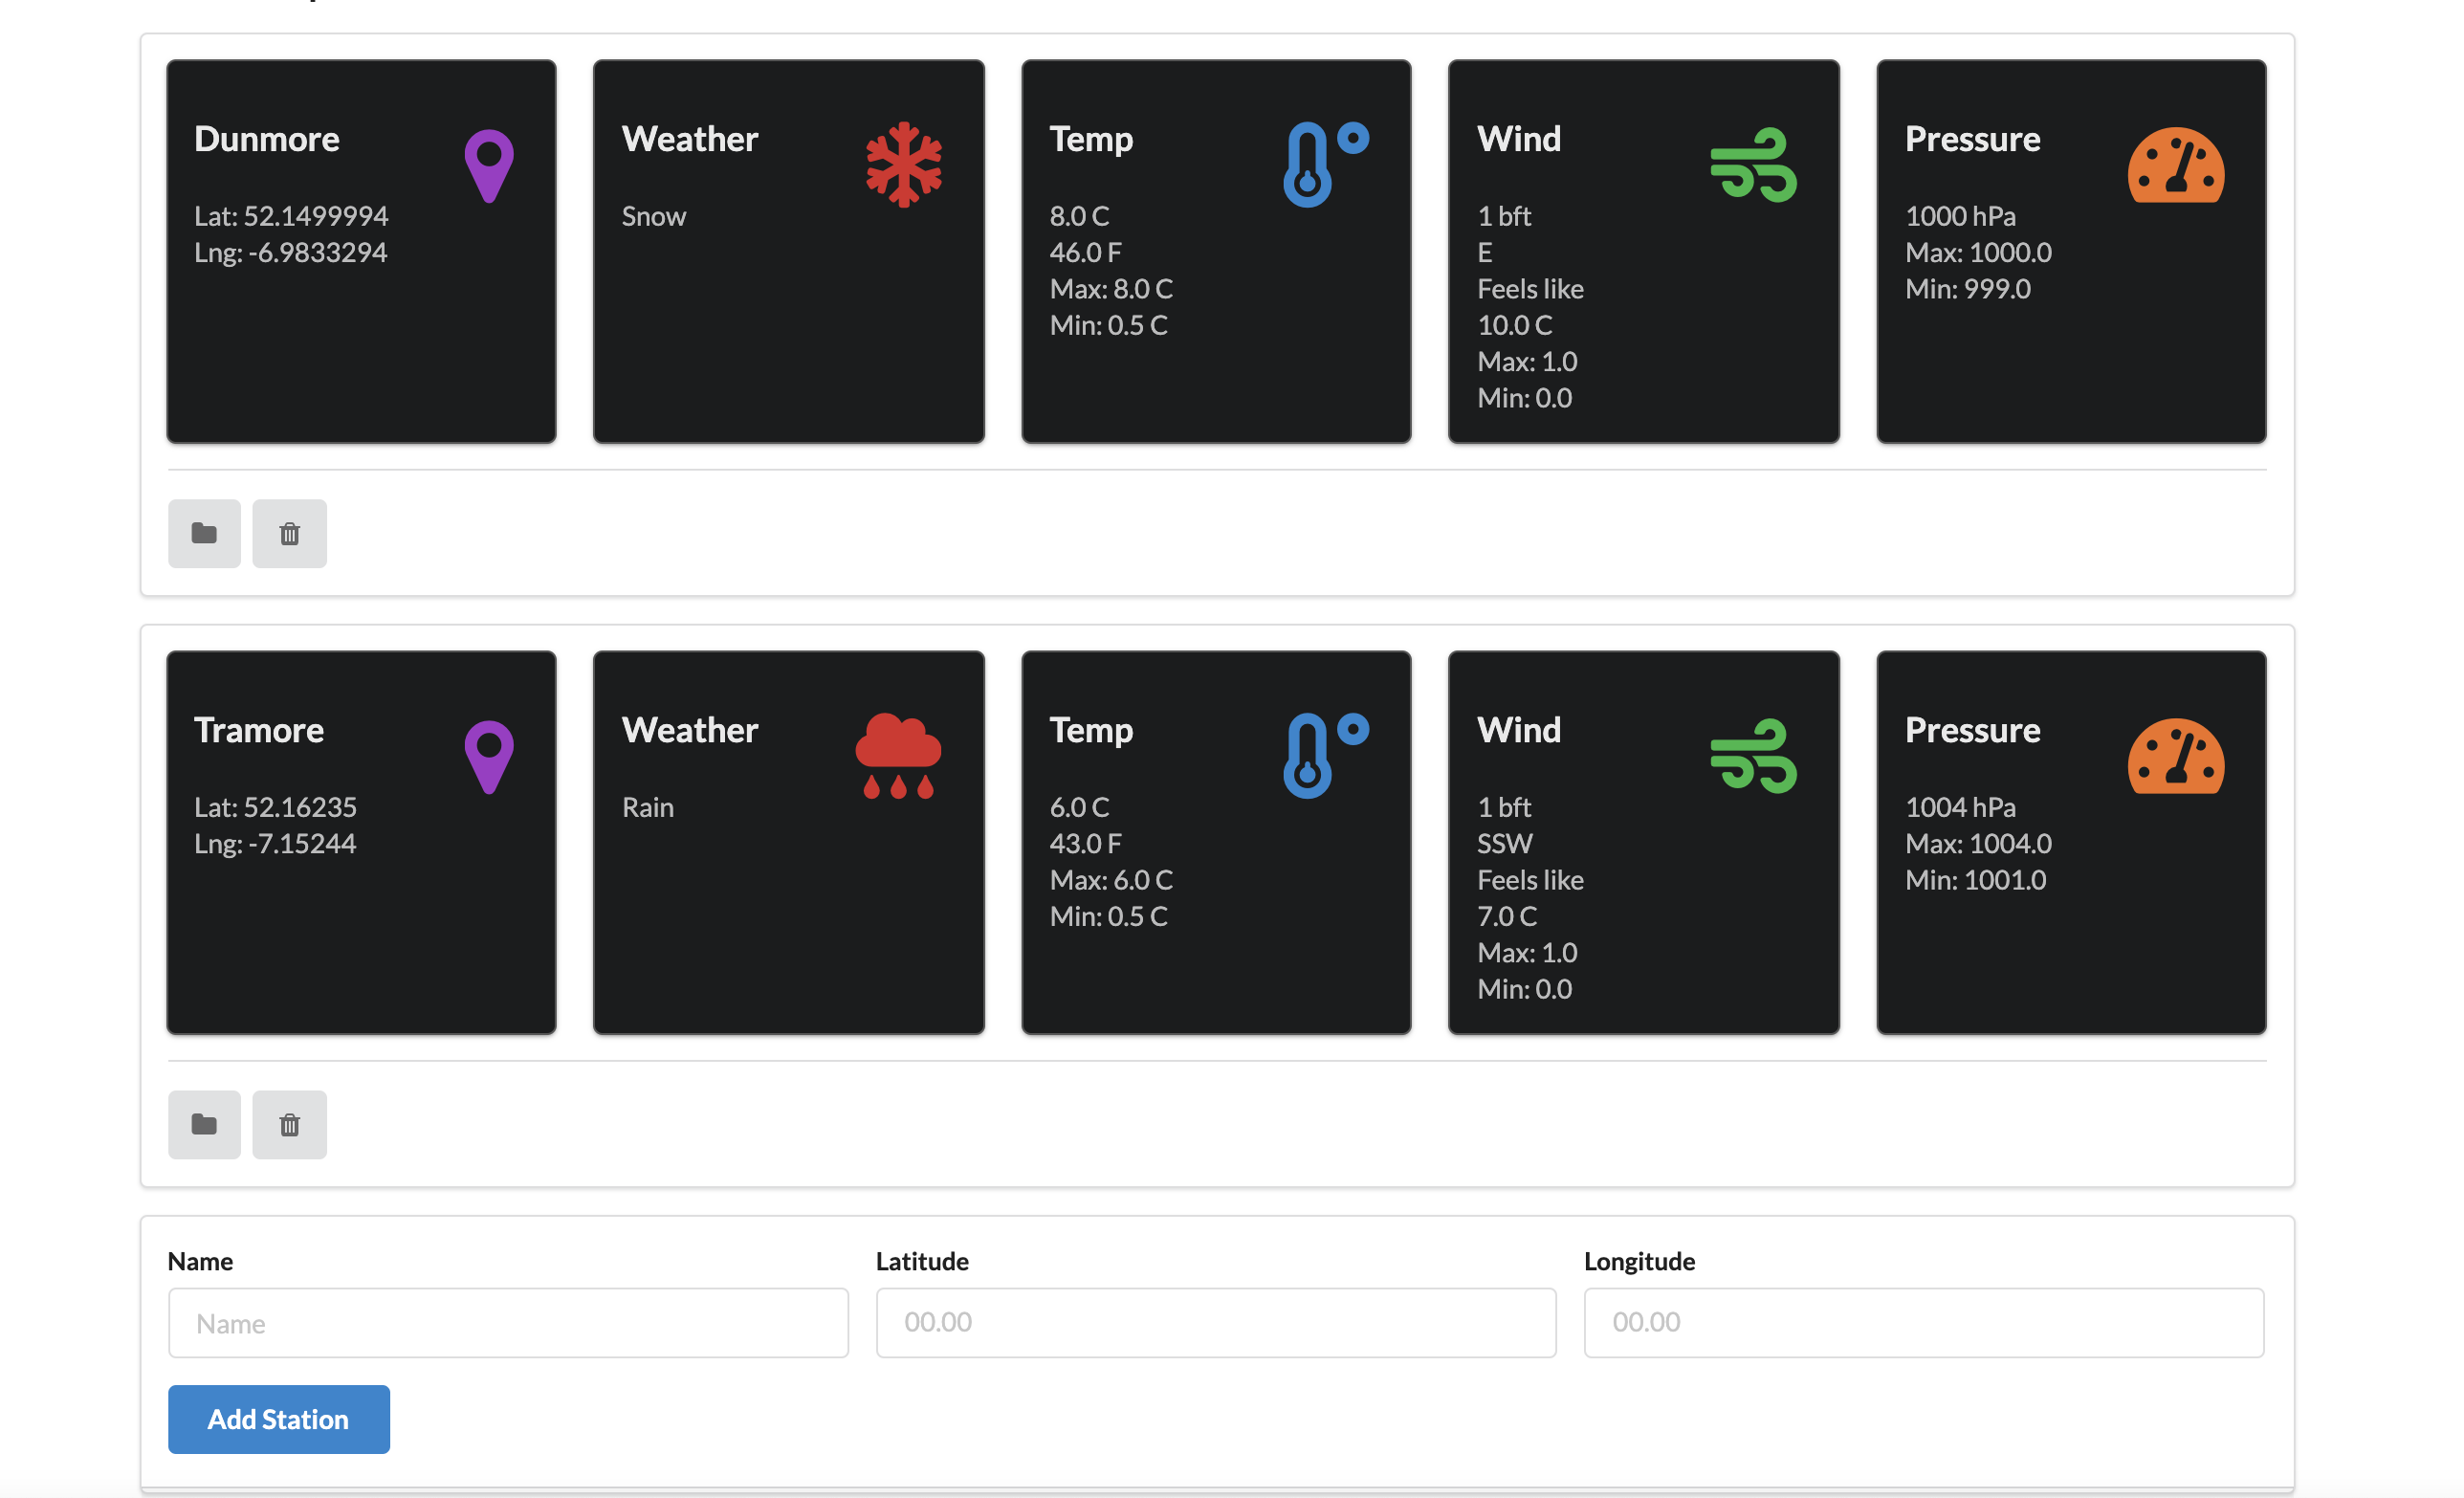 Dunmore
Lat: 52.1499994
Lng: -6.9833294
Weather
Snow
Temp
8.0 C
46.0 F
Max: 8.0 C
Min: 0.5 C
Wind
1 bft
E
Feels like
10.0 C
Max: 1.0
Min: 0.0
Pressure
1000 hPa
Max: 1000.0
Min: 999.0
Tramore
Lat: 52.16235
Lng: -7.15244
Weather
Rain
Temp
6.0 C
43.0 F
Max: 6.0 C
Min: 0.5 C
Wind
1 bft
SSW
Feels like
7.0 C
Max: 1.0
Min: 0.0
Pressure
1004 hPa
Max: 1004.0
Min: 1001.0
Name
Name
Latitude
00.00
Longitude
00.00
Add Station